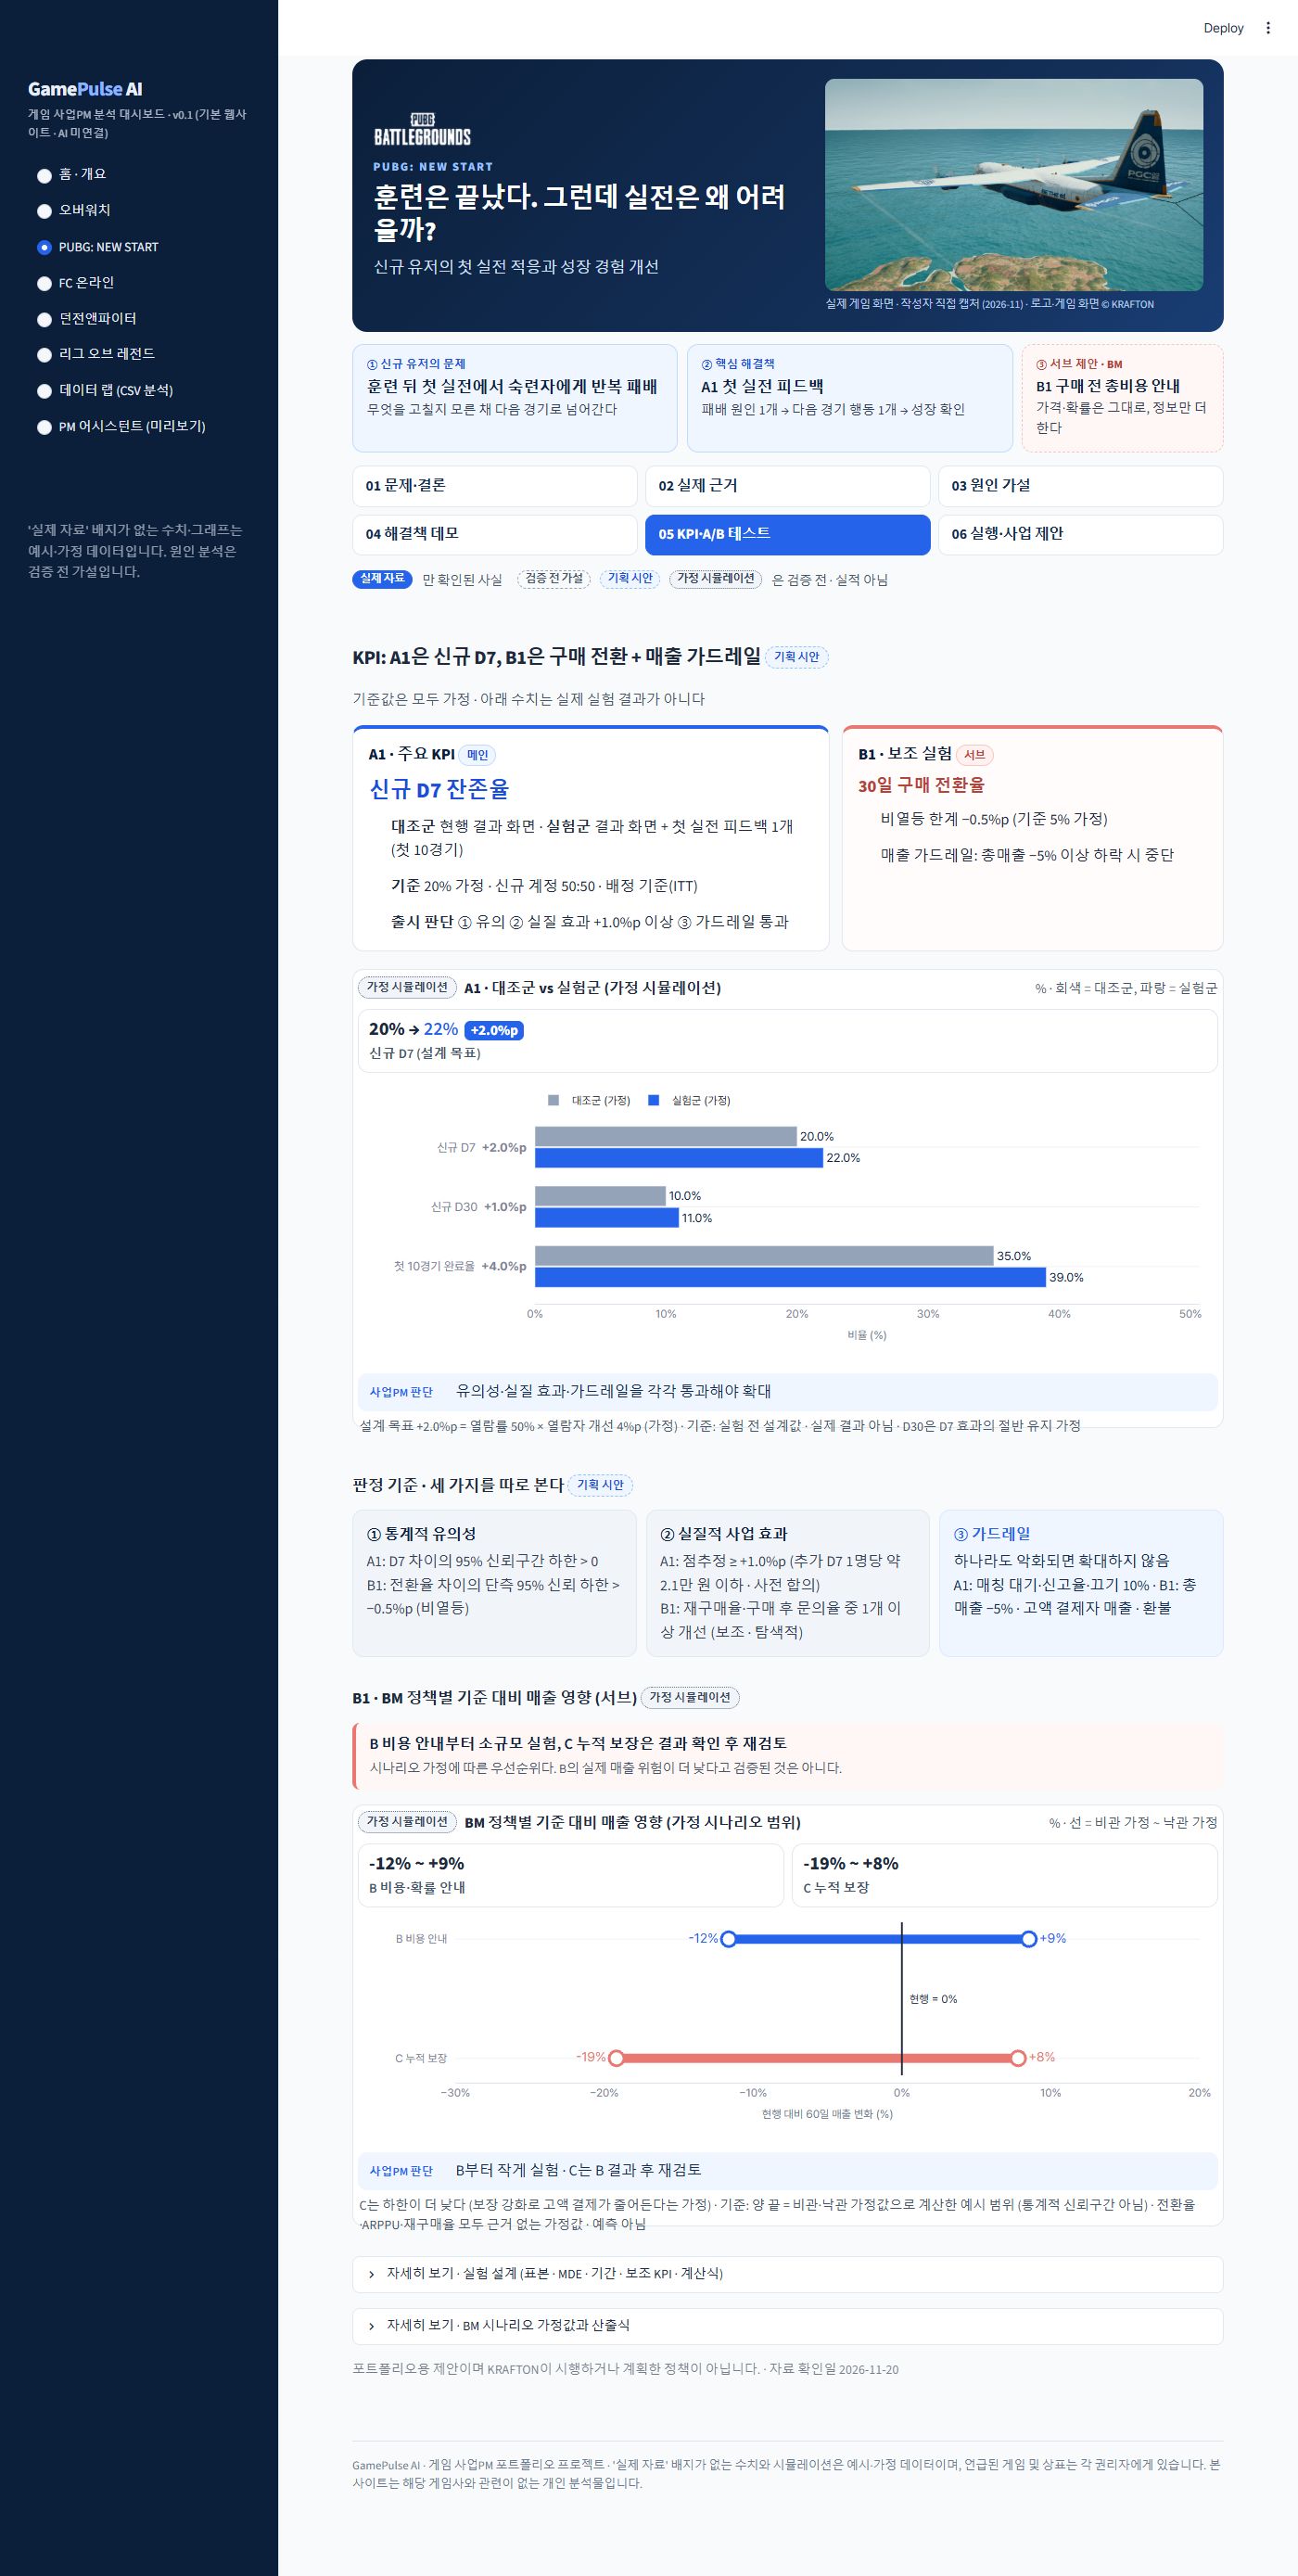 Deploy
GamePulse AI
게임 사업PM 분석 대시보드 · v0.1 (기본 웹사
이트 · AI 미연결)
홈 · 개요
오버워치
PUBG: NEW START
FC 온라인
던전앤파이터
리그 오브 레전드
데이터 랩 (CSV 분석)
PM 어시스턴트 (미리보기)
'실제 자료' 배지가 없는 수치·그래프는
예시·가정 데이터입니다. 원인 분석은
검증 전 가설입니다.
PUBG
BATTLEGROUNDS
PUBG: NEW START
훈련은 끝났다. 그런데 실전은 왜 어려
울까?
신규 유저의 첫 실전 적응과 성장 경험 개선
PGC
실제 게임 화면 · 작성자 직접 캡처 (2026-11) · 로고·게임 화면 © KRAFTON
① 신규 유저의 문제
훈련 뒤 첫 실전에서 숙련자에게 반복 패배
무엇을 고칠지 모른 채 다음 경기로 넘어간다
② 핵심 해결책
A1 첫 실전 피드백
패배 원인 1개 → 다음 경기 행동 1개 → 성장 확인
③ 서브 제안 · BM
B1 구매 전 총비용 안내
가격·확률은 그대로, 정보만 더
한다
01 문제·결론
02 실제 근거
03 원인 가설
04 해결책 데모
05 KPI·A/B 테스트
06 실행·사업 제안
실제 자료 만 확인된 사실 검증 전 가설 기획 시안 가정 시뮬레이션 은 검증 전 · 실적 아님
KPI: A1은 신규 D7, B1은 구매 전환 + 매출 가드레일 기획 시안
기준값은 모두 가정 · 아래 수치는 실제 실험 결과가 아니다
A1 · 주요 KPI 메인
신규 D7 잔존율
대조군 현행 결과 화면 · 실험군 결과 화면 + 첫 실전 피드백 1개
(첫 10경기)
기준 20% 가정 · 신규 계정 50:50 · 배정 기준(ITT)
출시 판단 ① 유의 ② 실질 효과 +1.0%p 이상 ③ 가드레일 통과
B1 · 보조 실험 서브
30일 구매 전환율
비열등 한계 −0.5%p (기준 5% 가정)
매출 가드레일: 총매출 −5% 이상 하락 시 중단
가정 시뮬레이션 A1 · 대조군 vs 실험군 (가정 시뮬레이션)
% · 회색 = 대조군, 파랑 = 실험군
20% → 22% +2.0%p
신규 D7 (설계 목표)
대조군 (가정) 실험군 (가정)
신규 D7 +2.0%p
20.0%
22.0%
신규 D30 +1.0%p
10.0%
11.0%
첫 10경기 완료율 +4.0%p
35.0%
39.0%
0% 10% 20% 30% 40% 50%
비율 (%)
사업PM 판단 유의성·실질 효과·가드레일을 각각 통과해야 확대
설계 목표 +2.0%p = 열람률 50% × 열람자 개선 4%p (가정) · 기준: 실험 전 설계값 · 실제 결과 아님 · D30은 D7 효과의 절반 유지 가정
판정 기준 · 세 가지를 따로 본다 기획 시안
① 통계적 유의성
A1: D7 차이의 95% 신뢰구간 하한 > 0
B1: 전환율 차이의 단측 95% 신뢰 하한 >
−0.5%p (비열등)
② 실질적 사업 효과
A1: 점추정 ≥ +1.0%p (추가 D7 1명당 약
2.1만 원 이하 · 사전 합의)
B1: 재구매율·구매 후 문의율 중 1개 이
상 개선 (보조 · 탐색적)
③ 가드레일
하나라도 악화되면 확대하지 않음
A1: 매칭 대기·신고율·끄기 10% · B1: 총
매출 −5% · 고액 결제자 매출 · 환불
B1 · BM 정책별 기준 대비 매출 영향 (서브) 가정 시뮬레이션
B 비용 안내부터 소규모 실험, C 누적 보장은 결과 확인 후 재검토
시나리오 가정에 따른 우선순위다. B의 실제 매출 위험이 더 낮다고 검증된 것은 아니다.
가정 시뮬레이션 BM 정책별 기준 대비 매출 영향 (가정 시나리오 범위)
% · 선 = 비관 가정 ~ 낙관 가정
-12% ~ +9%
B 비용·확률 안내
-19% ~ +8%
C 누적 보장
B 비용 안내
-12%
+9%
현행 = 0%
C 누적 보장
-19%
+8%
−30% −20% −10% 0% 10% 20%
현행 대비 60일 매출 변화 (%)
사업PM 판단 B부터 작게 실험 · C는 B 결과 후 재검토
C는 하한이 더 낮다 (보장 강화로 고액 결제가 줄어든다는 가정) · 기준: 양 끝 = 비관·낙관 가정값으로 계산한 예시 범위 (통계적 신뢰구간 아님) · 전환율
·ARPPU·재구매율 모두 근거 없는 가정값 · 예측 아님
자세히 보기 · 실험 설계 (표본 · MDE · 기간 · 보조 KPI · 계산식)
자세히 보기 · BM 시나리오 가정값과 산출식
포트폴리오용 제안이며 KRAFTON이 시행하거나 계획한 정책이 아닙니다. · 자료 확인일 2026-11-20
GamePulse AI · 게임 사업PM 포트폴리오 프로젝트 · '실제 자료' 배지가 없는 수치와 시뮬레이션은 예시·가정 데이터이며, 언급된 게임 및 상표는 각 권리자에게 있습니다. 본
사이트는 해당 게임사와 관련이 없는 개인 분석물입니다.